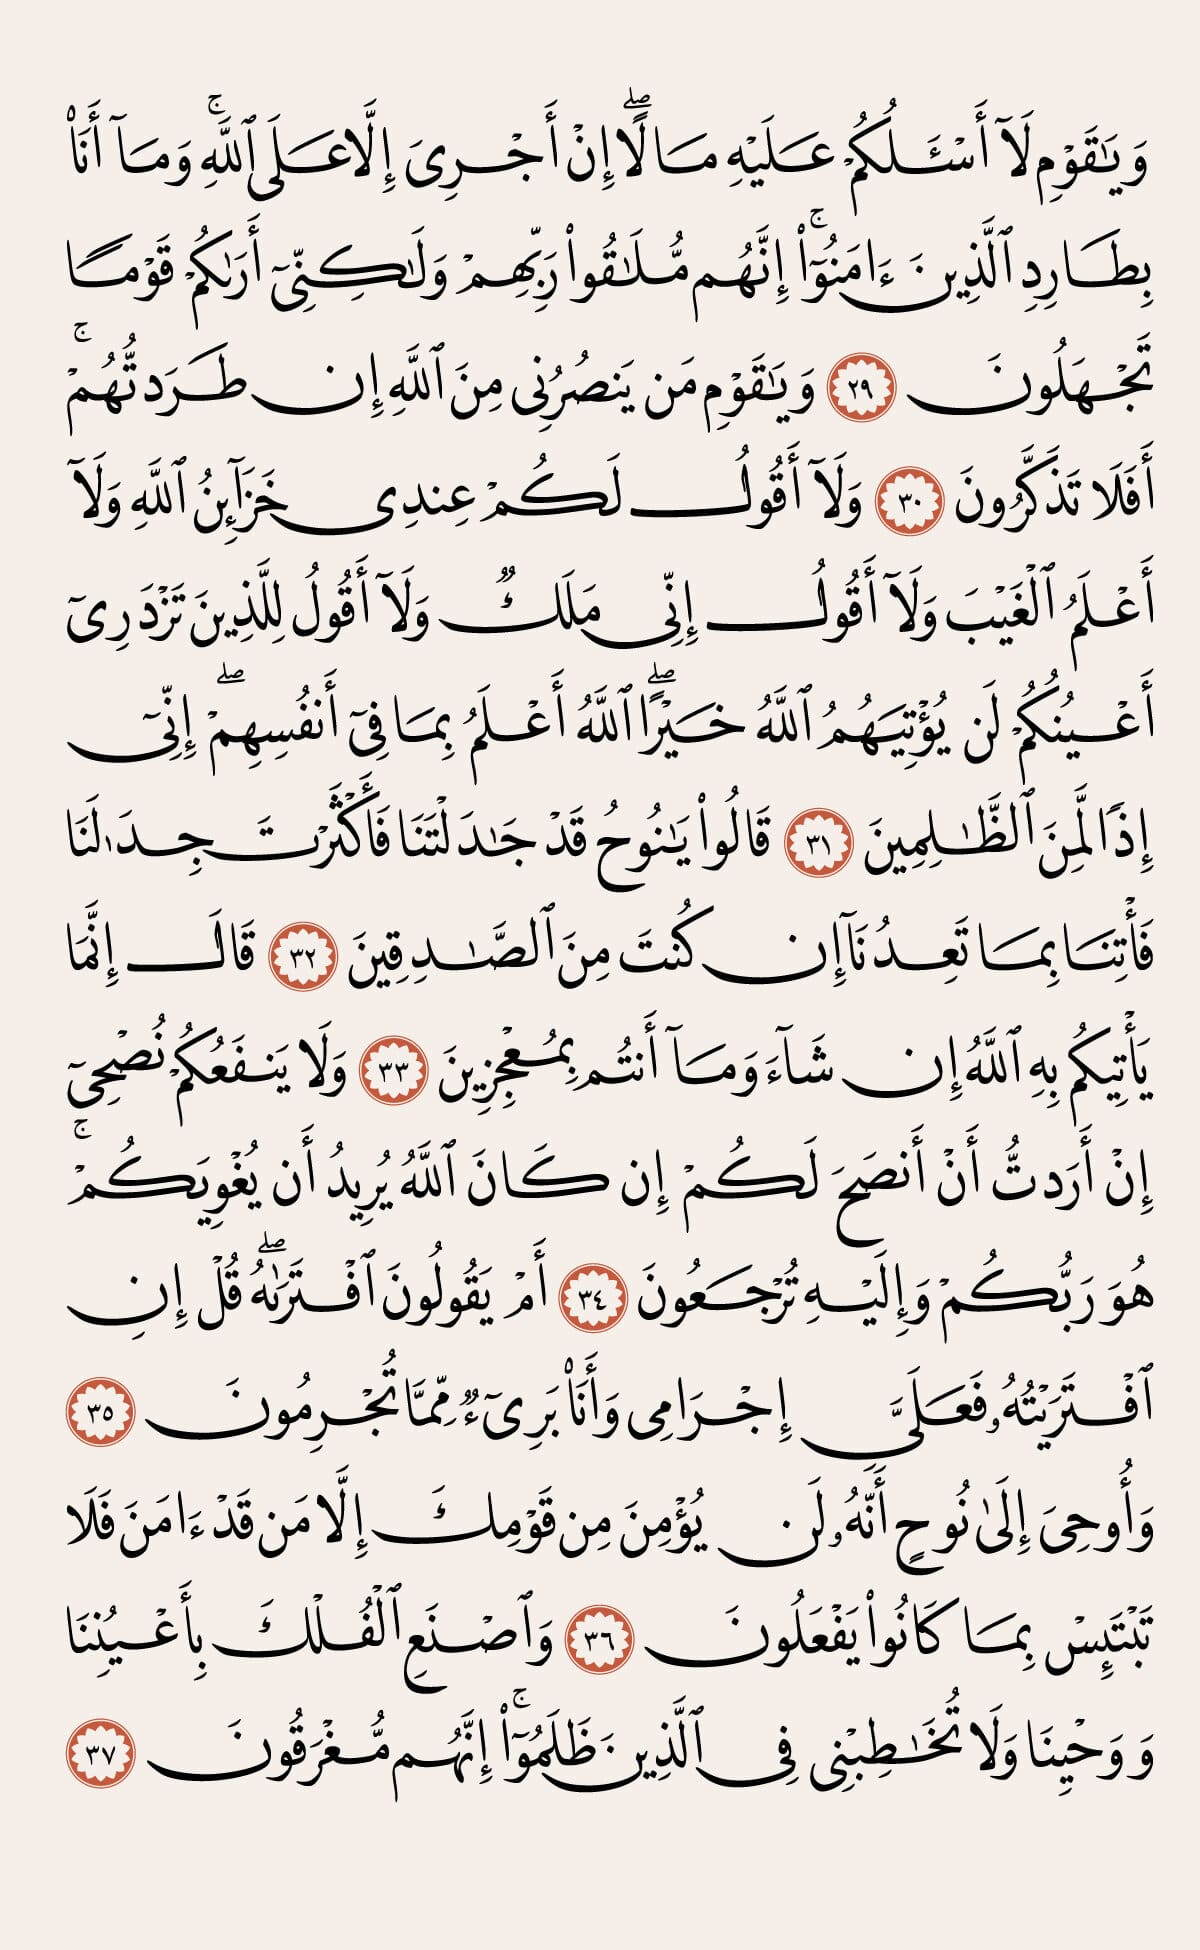 وَيَٰقَوْمِ لَآ أَسْـَٔلُكُمْ عَلَيْهِ مَالًا ۖ إِنْ أَجْرِىَ إِلَّا عَلَى ٱللَّهِ ۚ وَمَآ أَنَا۠
بِطَارِدِ ٱلَّذِينَ ءَامَنُوٓا۟ ۚ إِنَّهُم مُّلَٰقُوا۟ رَبِّهِمْ وَلَٰكِنِّىٓ أَرَىٰكُمْ قَوْمًا
تَجْهَلُونَ ٢٩ وَيَٰقَوْمِ مَن يَنصُرُنِى مِنَ ٱللَّهِ إِن طَرَدتُّهُمْ ۚ
أَفَلَا تَذَكَّرُونَ ٣٠ وَلَآ أَقُولُ لَكُمْ عِندِى خَزَآئِنُ ٱللَّهِ وَلَآ
أَعْلَمُ ٱلْغَيْبَ وَلَآ أَقُولُ إِنِّى مَلَكٌ وَلَآ أَقُولُ لِلَّذِينَ تَزْدَرِىٓ
أَعْيُنُكُمْ لَن يُؤْتِيَهُمُ ٱللَّهُ خَيْرًا ۖ ٱللَّهُ أَعْلَمُ بِمَا فِىٓ أَنفُسِهِمْ ۖ إِنِّىٓ
إِذًا لَّمِنَ ٱلظَّٰلِمِينَ ٣١ قَالُوا۟ يَٰنُوحُ قَدْ جَٰدَلْتَنَا فَأَكْثَرْتَ جِدَٰلَنَا
فَأْتِنَا بِمَا تَعِدُنَآ إِن كُنتَ مِنَ ٱلصَّٰدِقِينَ ٣٢ قَالَ إِنَّمَا
يَأْتِيكُم بِهِ ٱللَّهُ إِن شَآءَ وَمَآ أَنتُم بِمُعْجِزِينَ ٣٣ وَلَا يَنفَعُكُمْ نُصْحِىٓ
إِنْ أَرَدتُّ أَنْ أَنصَحَ لَكُمْ إِن كَانَ ٱللَّهُ يُرِيدُ أَن يُغْوِيَكُمْ ۚ
هُوَ رَبُّكُمْ وَإِلَيْهِ تُرْجَعُونَ ٣٤ أَمْ يَقُولُونَ ٱفْتَرَىٰهُ ۖ قُلْ إِنِ
ٱفْتَرَيْتُهُۥ فَعَلَىَّ إِجْرَامِى وَأَنَا۠ بَرِىٓءٌ مِّمَّا تُجْرِمُونَ ٣٥
وَأُوحِىَ إِلَىٰ نُوحٍ أَنَّهُۥ لَن يُؤْمِنَ مِن قَوْمِكَ إِلَّا مَن قَدْ ءَامَنَ فَلَا
تَبْتَئِسْ بِمَا كَانُوا۟ يَفْعَلُونَ ٣٦ وَٱصْنَعِ ٱلْفُلْكَ بِأَعْيُنِنَا
وَوَحْيِنَا وَلَا تُخَٰطِبْنِى فِى ٱلَّذِينَ ظَلَمُوٓا۟ ۚ إِنَّهُم مُّغْرَقُونَ ٣٧